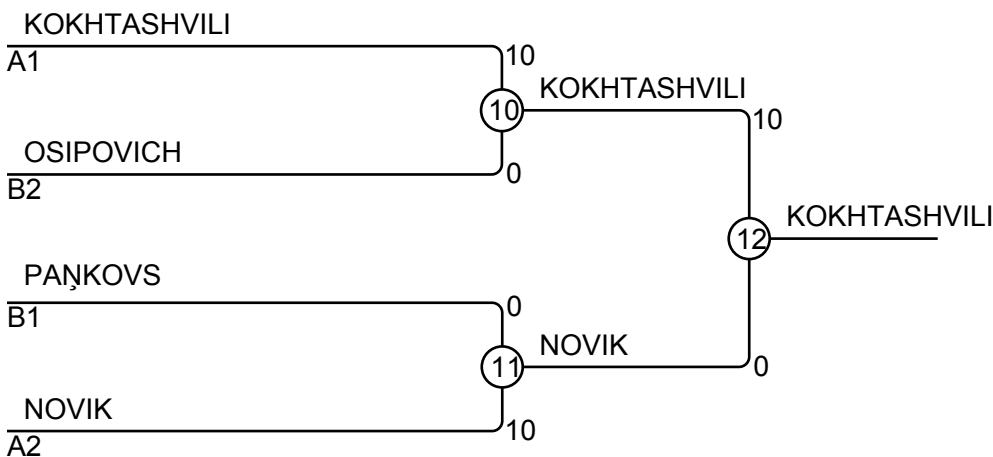 KOKHTASHVILI
A1
10
10
KOKHTASHVILI
10
OSIPOVICH
B2
0
12
KOKHTASHVILI
PAŅKOVS
B1
0
11
NOVIK
0
NOVIK
A2
10